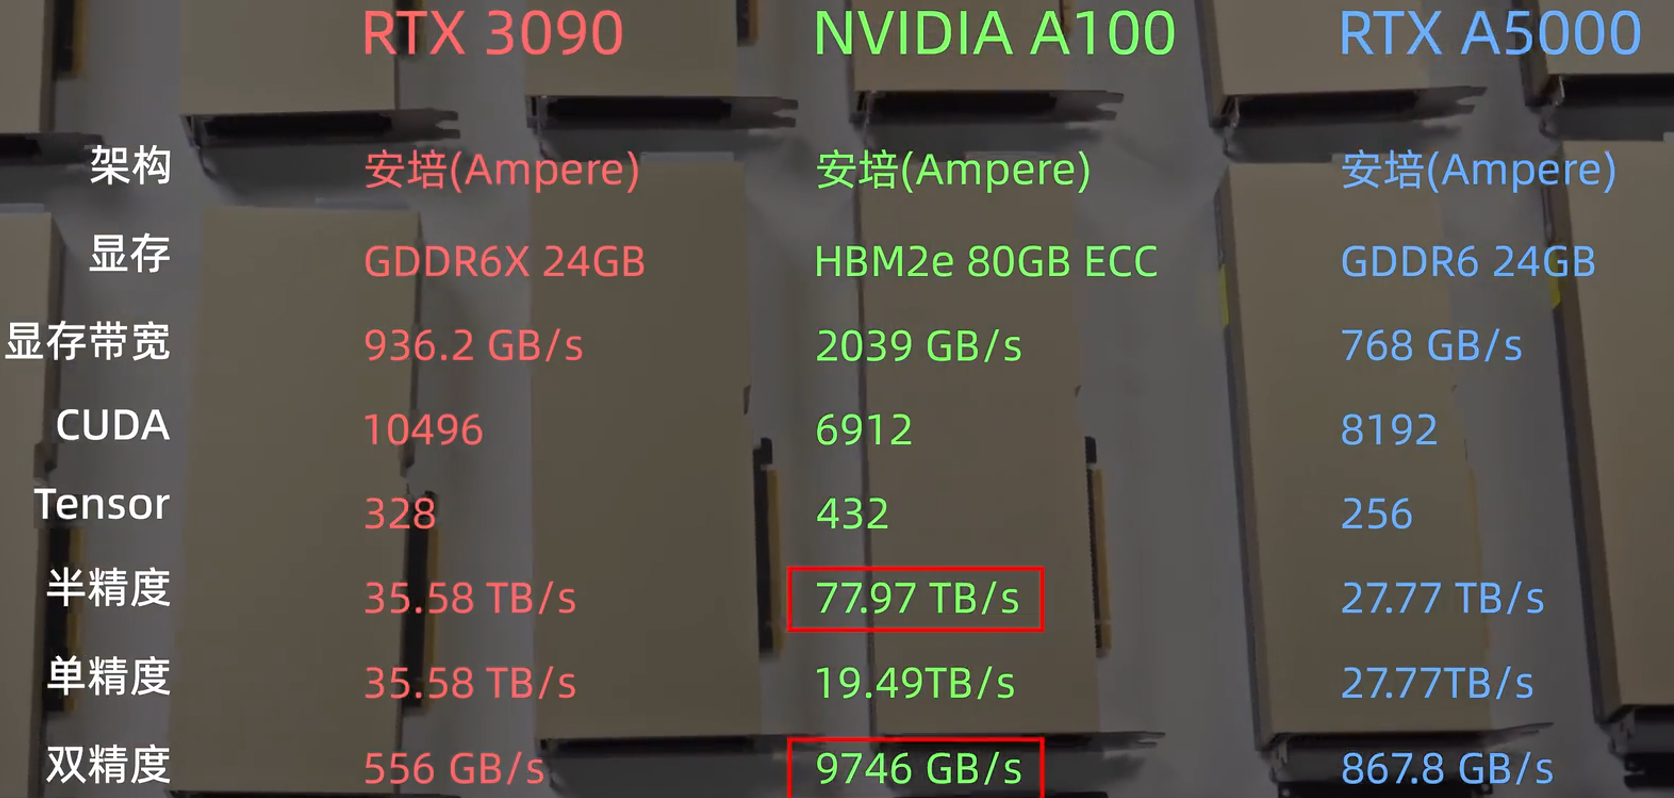 RTX 3090 NVIDIA A100 RTX A5000
架构 安培(Ampere) 安培(Ampere) 安培(Ampere)
显存 GDDR6X 24GB HBM2e 80GB ECC GDDR6 24GB
显存带宽 936.2 GB/s 2039 GB/s 768 GB/s
CUDA 10496 6912 8192
Tensor 328 432 256
半精度 35.58 TB/s 77.97 TB/s 27.77 TB/s
单精度 35.58 TB/s 19.49TB/s 27.77TB/s
双精度 556 GB/s 9746 GB/s 867.8 GB/s